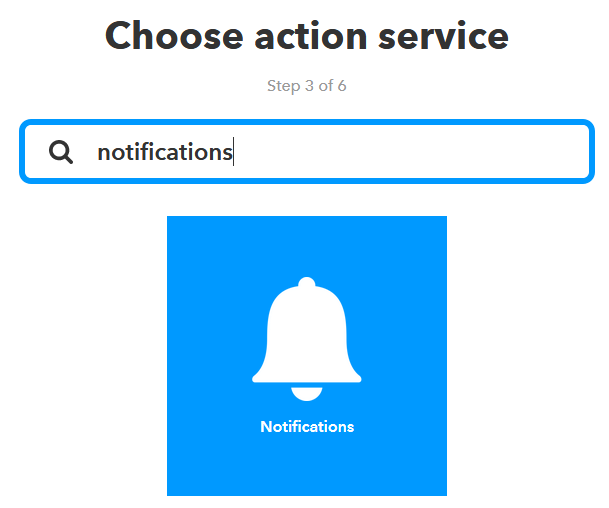 Choose action service
Step 3 of 6
notifications
Notifications